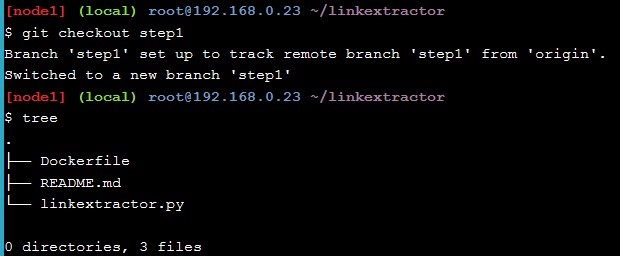 [node1] (local) root@192.168.0.23 ~/linkextractor
$ git checkout step1
Branch 'step1' set up to track remote branch 'step1' from 'origin'.
Switched to a new branch 'step1'
[node1] (local) root@192.168.0.23 ~/linkextractor
$ tree
.
├── Dockerfile
├── README.md
└── linkextractor.py
0 directories, 3 files